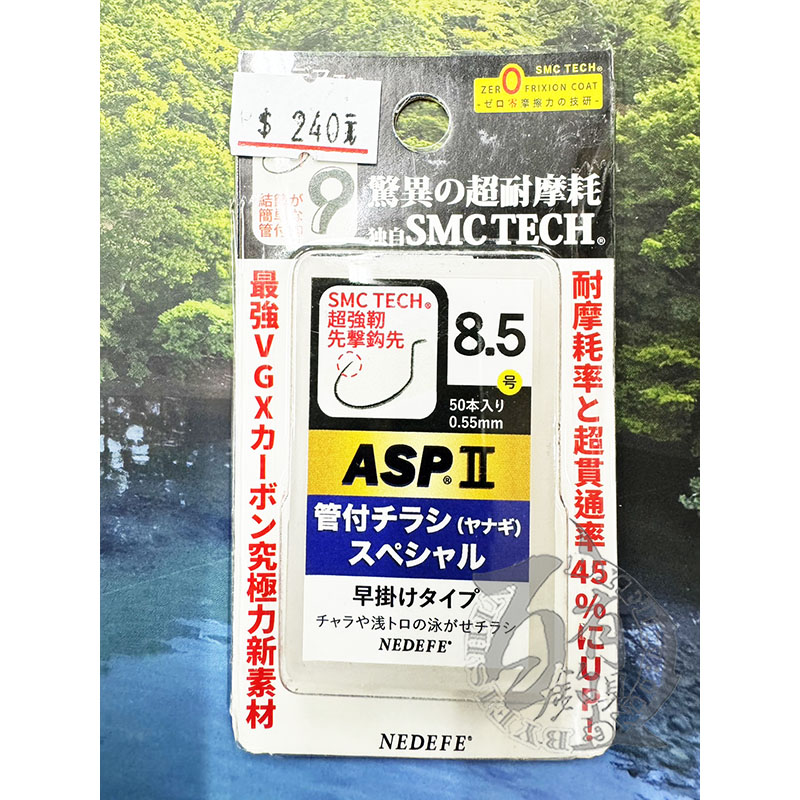 $ 240元
SMC TECH®
ZERO FRIXION COAT
-ゼロ零摩擦力の技研-
驚異の超耐摩耗
独自SMC TECH®
最強VGXカーボン究極力新素材
耐摩耗率と超貫通率45%にUP!
SMC TECH®
超強靭
先撃鈎先
8.5
号
50本入り
0.55mm
ASP®II
管付チラシ(ヤナギ)
スペシャル
早掛けタイプ
チャラや浅トロの泳がせチラシ
NEDEFE®
NEDEFE®